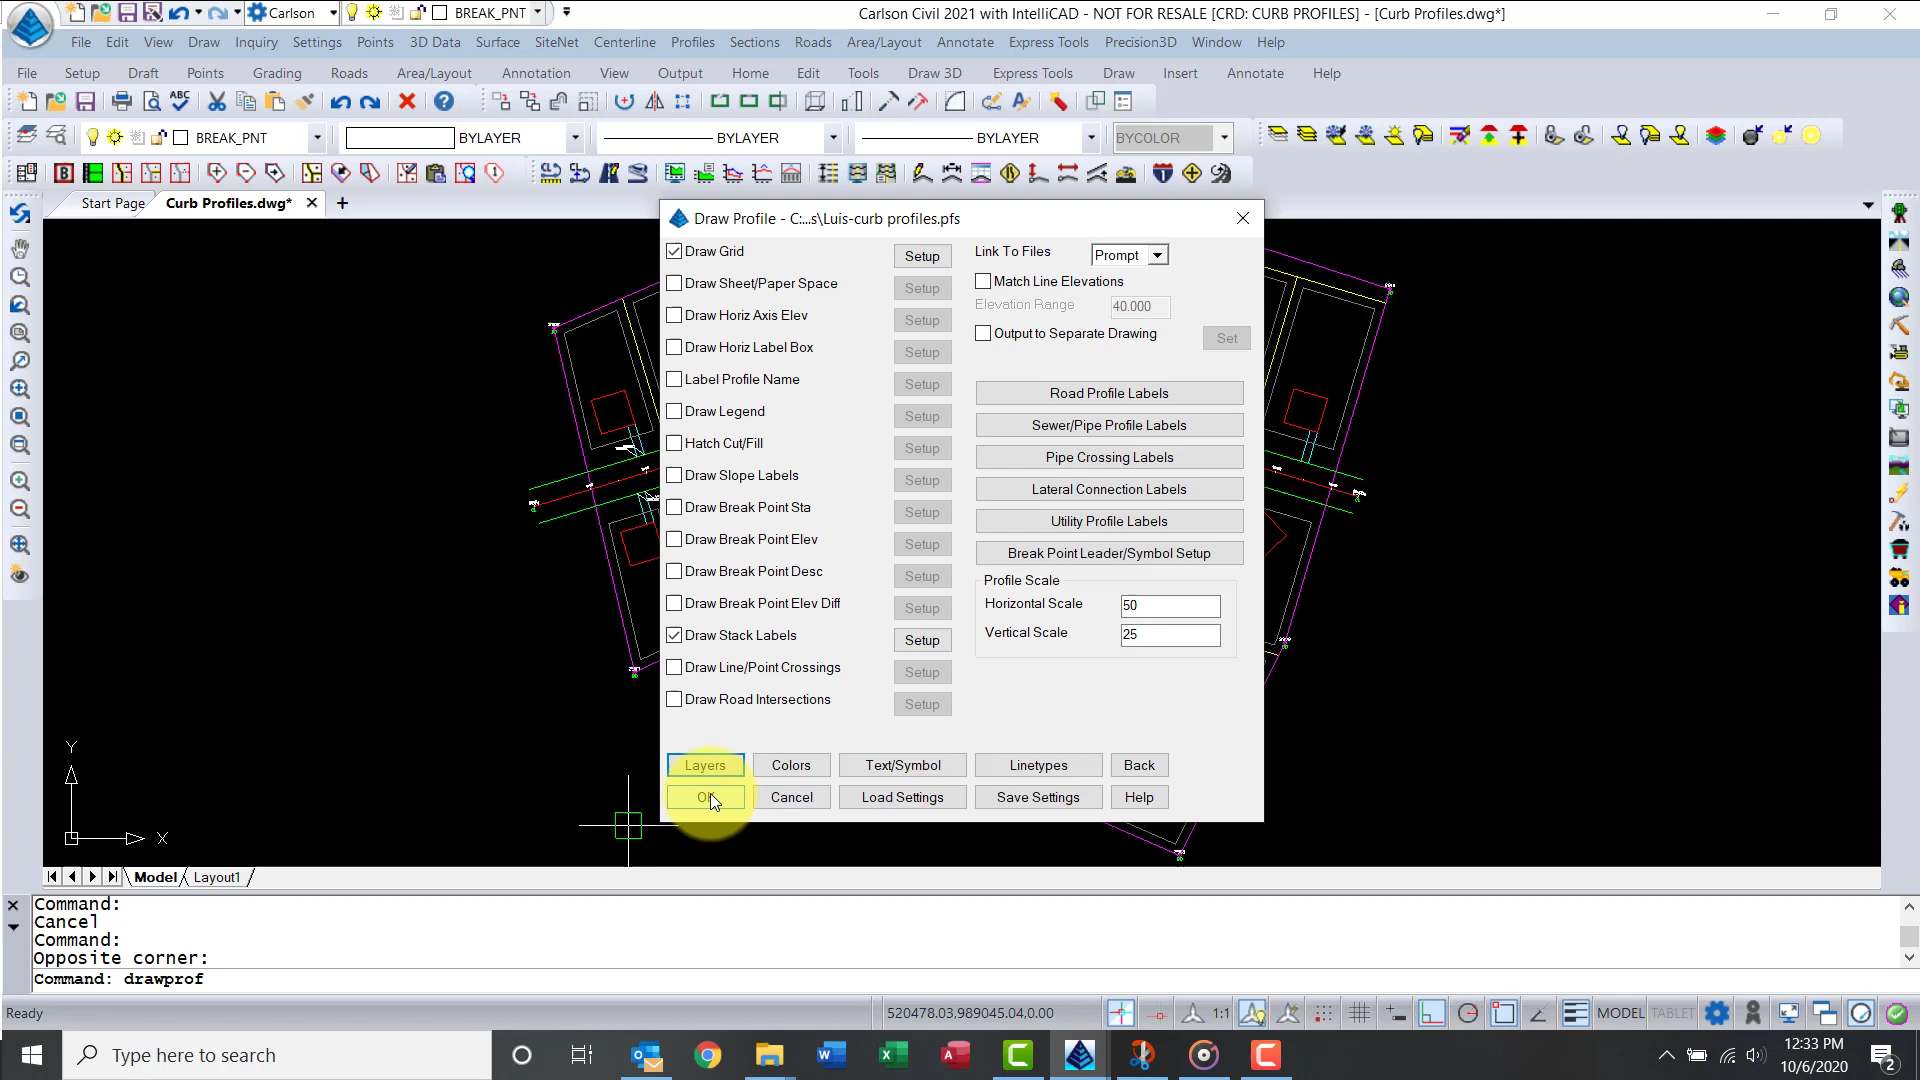 Carlson
BREAK_PNT
Carlson Civil 2021 with IntelliCAD - NOT FOR RESALE [CRD: CURB PROFILES] - [Curb Profiles.dwg*]
File Edit View Draw Inquiry Settings Points 3D Data Surface SiteNet Centerline Profiles Sections Roads Area/Layout Annotate Express Tools Precision3D Window Help
File Setup Draft Points Grading Roads Area/Layout Annotation View Output Home Edit Tools Draw 3D Express Tools Draw Insert Annotate Help
BREAK_PNT BYLAYER BYLAYER BYLAYER BYCOLOR
Start Page Curb Profiles.dwg*
Draw Profile - C:...s\Luis-curb profiles.pfs
Draw Grid Setup
Draw Sheet/Paper Space Setup
Draw Horiz Axis Elev Setup
Draw Horiz Label Box Setup
Label Profile Name Setup
Draw Legend Setup
Hatch Cut/Fill Setup
Draw Slope Labels Setup
Draw Break Point Sta Setup
Draw Break Point Elev Setup
Draw Break Point Desc Setup
Draw Break Point Elev Diff Setup
Draw Stack Labels Setup
Draw Line/Point Crossings Setup
Draw Road Intersections Setup
Link To Files Prompt
Match Line Elevations
Elevation Range 40.000
Output to Separate Drawing Set
Road Profile Labels
Sewer/Pipe Profile Labels
Pipe Crossing Labels
Lateral Connection Labels
Utility Profile Labels
Break Point Leader/Symbol Setup
Profile Scale
Horizontal Scale 50
Vertical Scale 25
Layers Colors Text/Symbol Linetypes Back
OK Cancel Load Settings Save Settings Help
Y
X
Model Layout1
Command:
Cancel
Command:
Opposite corner:
Command: drawprof
Ready 520478.03,989045.04,0.00 1:1 MODEL TABLET
Type here to search
12:33 PM
10/6/2020
2